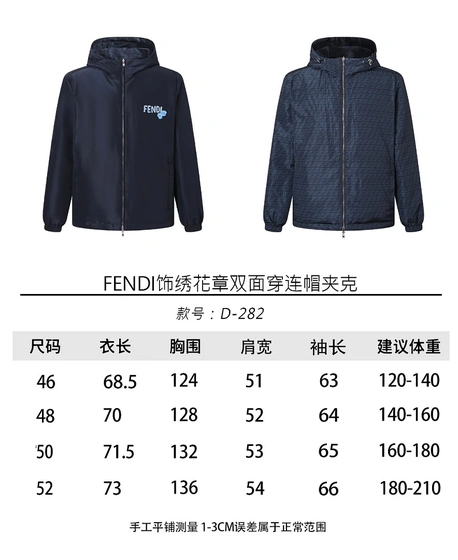 FENDI
FENDI饰绣花章双面穿连帽夹克
款号：D-282
尺码 衣长 胸围 肩宽 袖长 建议体重
46 68.5 124 51 63 120-140
48 70 128 52 64 140-160
50 71.5 132 53 65 160-180
52 73 136 54 66 180-210
手工平铺测量 1-3CM误差属于正常范围